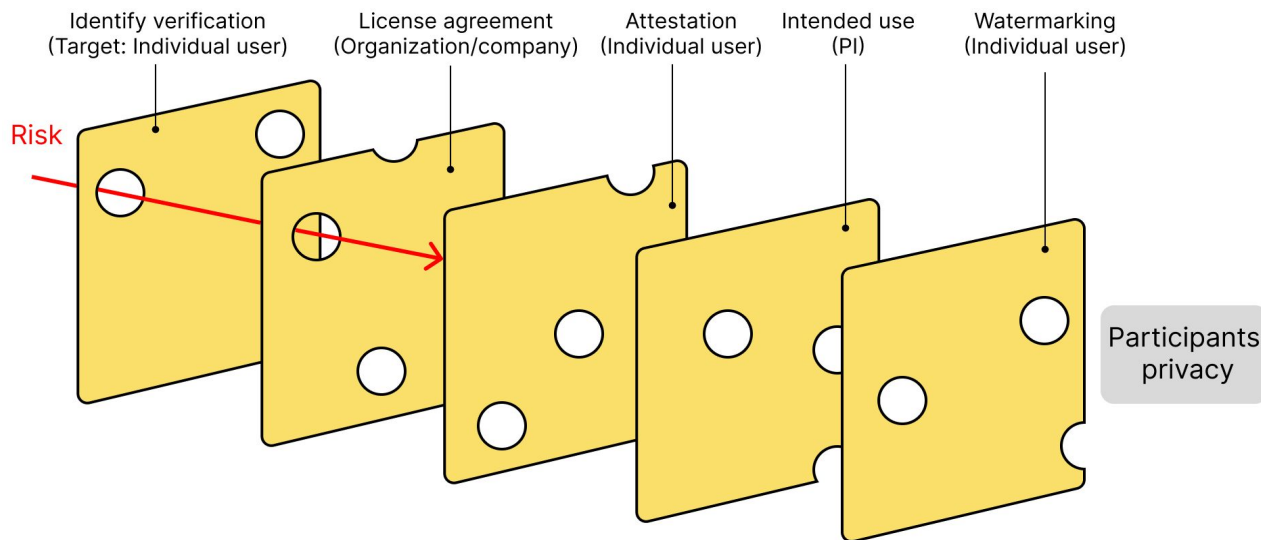 Identify verification
(Target: Individual user)
License agreement
(Organization/company)
Attestation
(Individual user)
Intended use
(PI)
Watermarking
(Individual user)
Risk
Participants
privacy